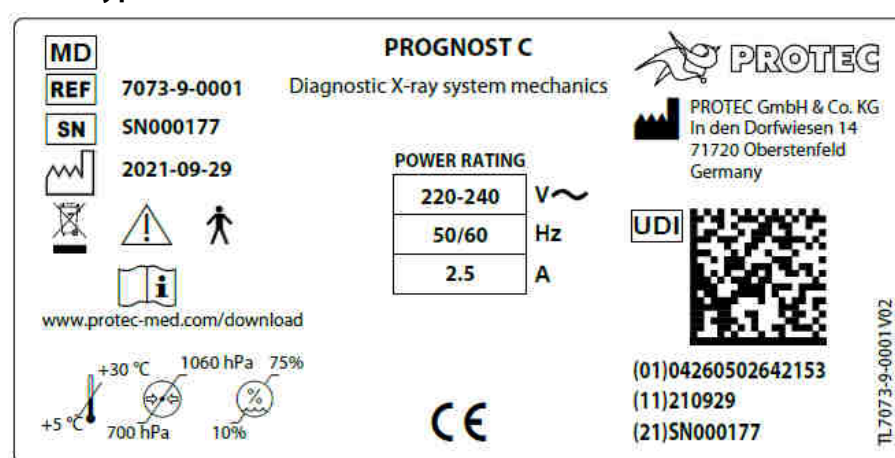 MD
REF 7073-9-0001
SN SN000177
2021-09-29
i
www.protec-med.com/download
+30 °C
+5 °C
1060 hPa
700 hPa
75%
%
10%
PROGNOST C
Diagnostic X-ray system mechanics
POWER RATING
220-240 V
50/60 Hz
2.5 A
CE
PROTEC
PROTEC GmbH & Co. KG
In den Dorfwiesen 14
71720 Oberstenfeld
Germany
UDI
(01)04260502642153
(11)210929
(21)SN000177
TL7073-9-0001V02